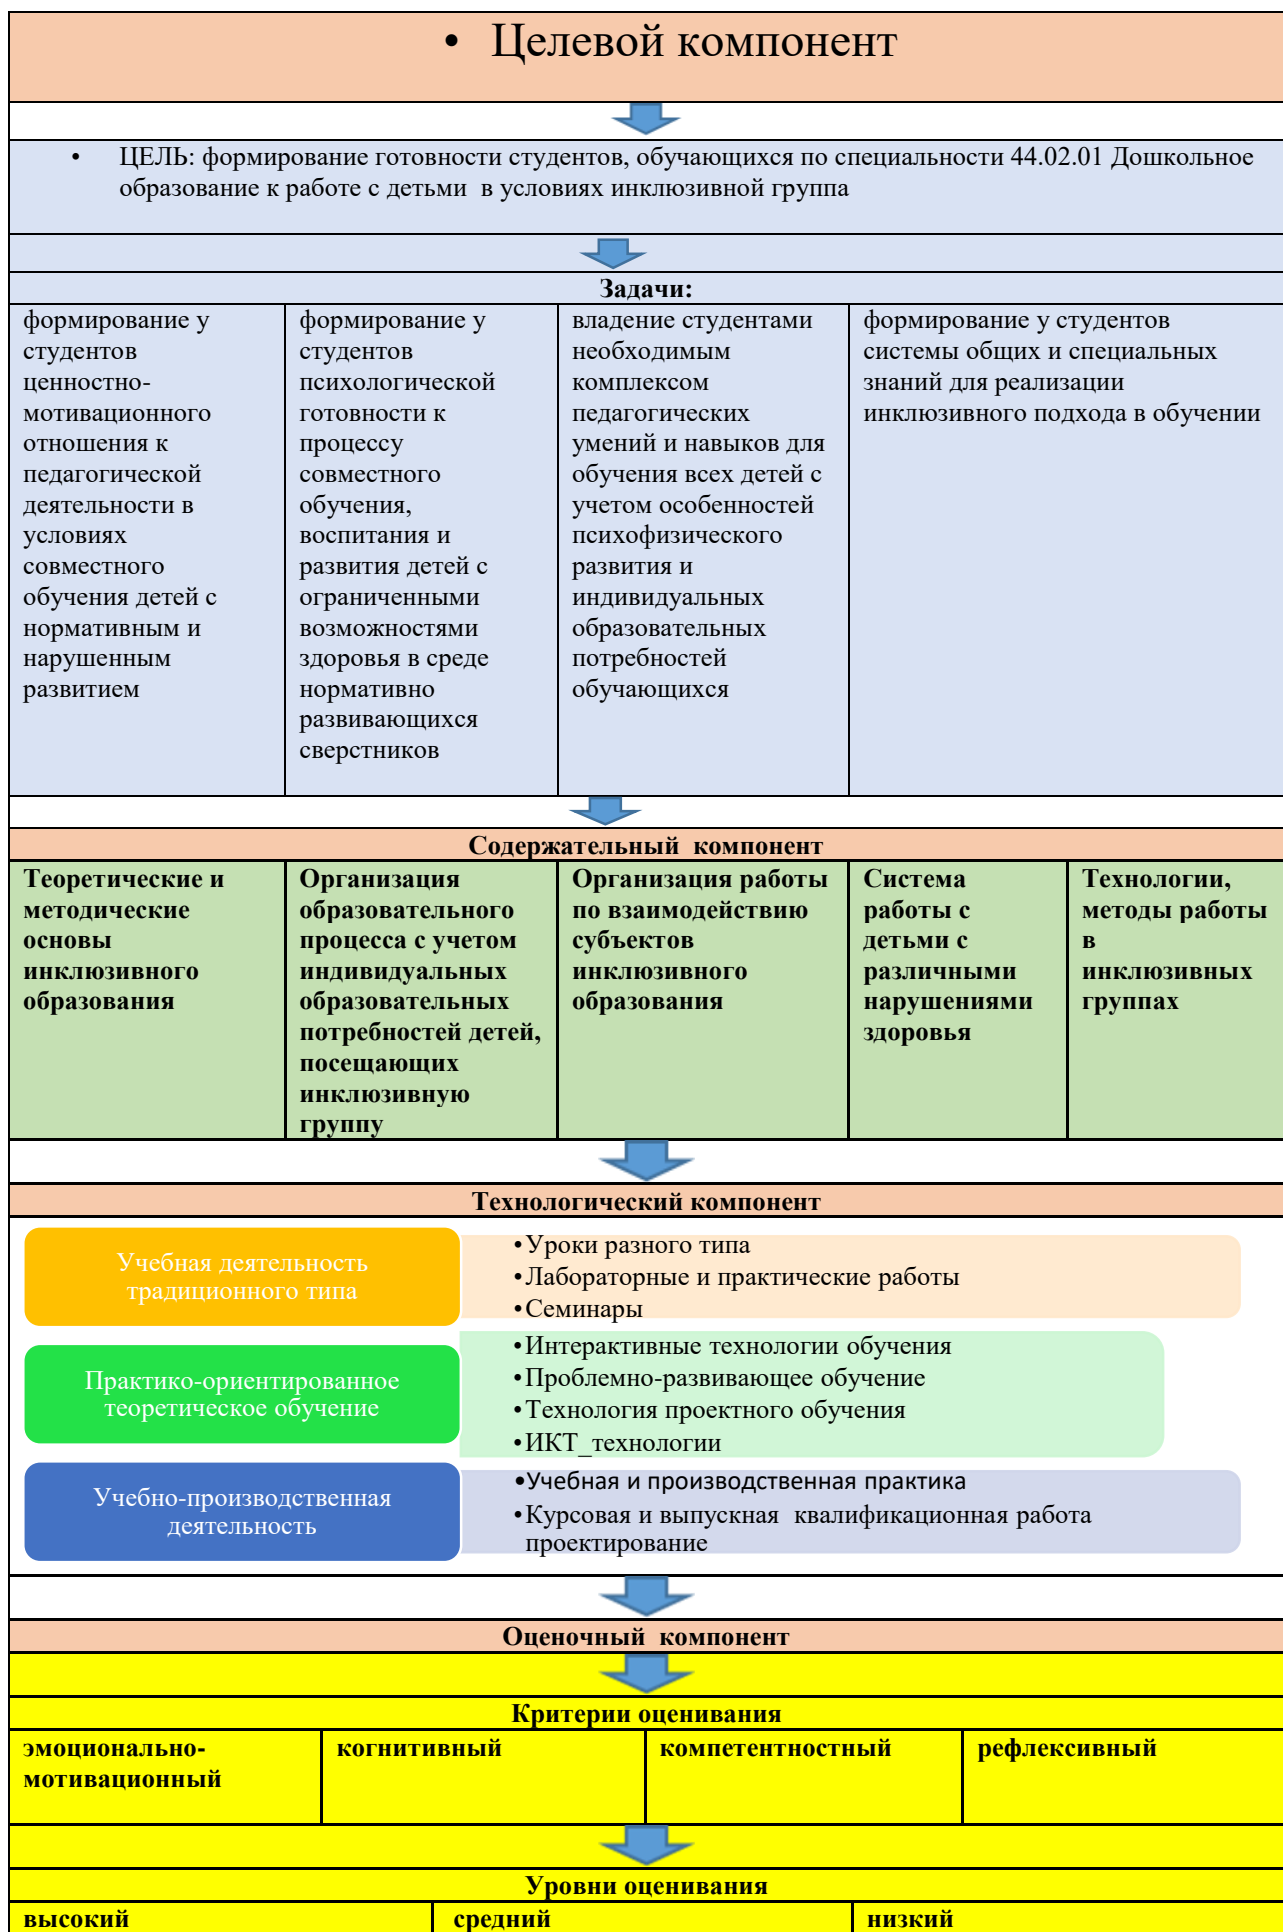 • Целевой компонент
• ЦЕЛЬ: формирование готовности студентов, обучающихся по специальности 44.02.01 Дошкольное
образование к работе с детьми в условиях инклюзивной группа
Задачи:
формирование у
студентов
ценностно-
мотивационного
отношения к
педагогической
деятельности в
условиях
совместного
обучения детей с
нормативным и
нарушенным
развитием
формирование у
студентов
психологической
готовности к
процессу
совместного
обучения,
воспитания и
развития детей с
ограниченными
возможностями
здоровья в среде
нормативно
развивающихся
сверстников
владение студентами
необходимым
комплексом
педагогических
умений и навыков для
обучения всех детей с
учетом особенностей
психофизического
развития и
индивидуальных
образовательных
потребностей
обучающихся
формирование у студентов
системы общих и специальных
знаний для реализации
инклюзивного подхода в обучении
Содержательный компонент
Теоретические и
методические
основы
инклюзивного
образования
Организация
образовательного
процесса с учетом
индивидуальных
образовательных
потребностей детей,
посещающих
инклюзивную
группу
Организация работы
по взаимодействию
субъектов
инклюзивного
образования
Система
работы с
детьми с
различными
нарушениями
здоровья
Технологии,
методы работы
в
инклюзивных
группах
Технологический компонент
Учебная деятельность
традиционного типа
•Уроки разного типа
•Лабораторные и практические работы
•Семинары
Практико-ориентированное
теоретическое обучение
•Интерактивные технологии обучения
•Проблемно-развивающее обучение
•Технология проектного обучения
•ИКТ_технологии
Учебно-производственная
деятельность
•Учебная и производственная практика
•Курсовая и выпускная квалификационная работа
проектирование
Оценочный компонент
Критерии оценивания
эмоционально-
мотивационный
когнитивный
компетентностный
рефлексивный
Уровни оценивания
высокий
средний
низкий